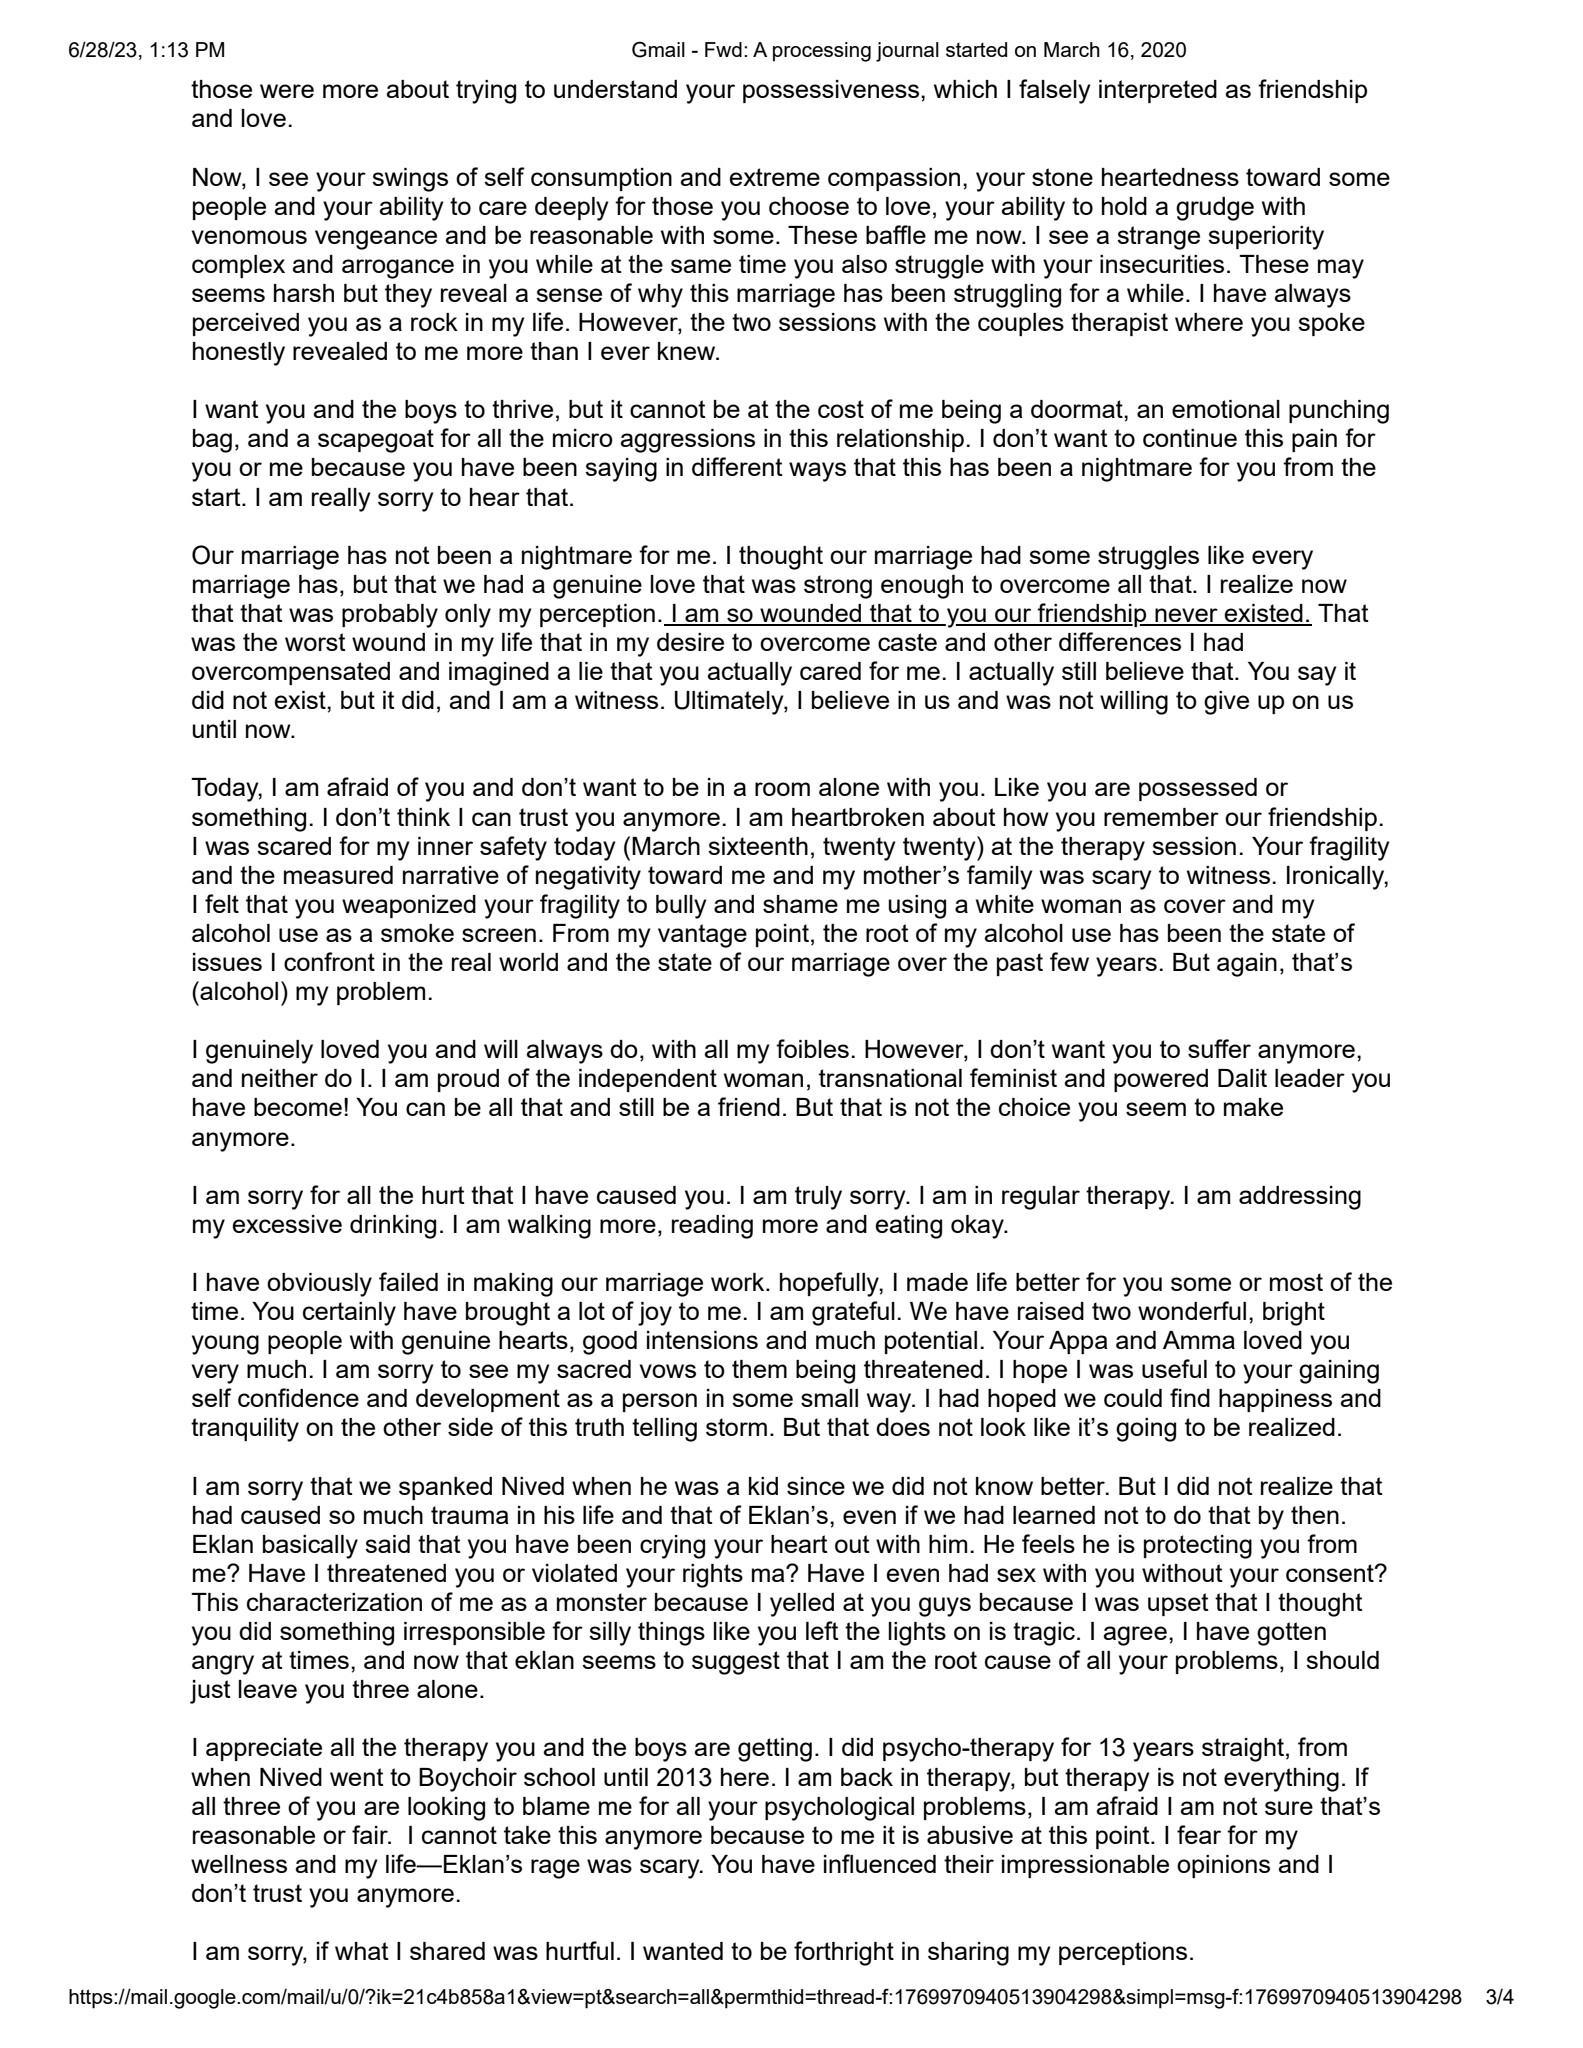 6/28/23, 1:13 PM Gmail - Fwd: A processing journal started on March 16, 2020
those were more about trying to understand your possessiveness, which I falsely interpreted as friendship
and love.
Now, I see your swings of self consumption and extreme compassion, your stone heartedness toward some
people and your ability to care deeply for those you choose to love, your ability to hold a grudge with
venomous vengeance and be reasonable with some. These baffle me now. I see a strange superiority
complex and arrogance in you while at the same time you also struggle with your insecurities. These may
seems harsh but they reveal a sense of why this marriage has been struggling for a while. I have always
perceived you as a rock in my life. However, the two sessions with the couples therapist where you spoke
honestly revealed to me more than I ever knew.
I want you and the boys to thrive, but it cannot be at the cost of me being a doormat, an emotional punching
bag, and a scapegoat for all the micro aggressions in this relationship. I don’t want to continue this pain for
you or me because you have been saying in different ways that this has been a nightmare for you from the
start. I am really sorry to hear that.
Our marriage has not been a nightmare for me. I thought our marriage had some struggles like every
marriage has, but that we had a genuine love that was strong enough to overcome all that. I realize now
that that was probably only my perception. I am so wounded that to you our friendship never existed. That
was the worst wound in my life that in my desire to overcome caste and other differences I had
overcompensated and imagined a lie that you actually cared for me. I actually still believe that. You say it
did not exist, but it did, and I am a witness. Ultimately, I believe in us and was not willing to give up on us
until now.
Today, I am afraid of you and don’t want to be in a room alone with you. Like you are possessed or
something. I don’t think I can trust you anymore. I am heartbroken about how you remember our friendship.
I was scared for my inner safety today (March sixteenth, twenty twenty) at the therapy session. Your fragility
and the measured narrative of negativity toward me and my mother’s family was scary to witness. Ironically,
I felt that you weaponized your fragility to bully and shame me using a white woman as cover and my
alcohol use as a smoke screen. From my vantage point, the root of my alcohol use has been the state of
issues I confront in the real world and the state of our marriage over the past few years. But again, that’s
(alcohol) my problem.
I genuinely loved you and will always do, with all my foibles. However, I don’t want you to suffer anymore,
and neither do I. I am proud of the independent woman, transnational feminist and powered Dalit leader you
have become! You can be all that and still be a friend. But that is not the choice you seem to make
anymore.
I am sorry for all the hurt that I have caused you. I am truly sorry. I am in regular therapy. I am addressing
my excessive drinking. I am walking more, reading more and eating okay.
I have obviously failed in making our marriage work. hopefully, I made life better for you some or most of the
time. You certainly have brought a lot of joy to me. I am grateful. We have raised two wonderful, bright
young people with genuine hearts, good intensions and much potential. Your Appa and Amma loved you
very much. I am sorry to see my sacred vows to them being threatened. I hope I was useful to your gaining
self confidence and development as a person in some small way. I had hoped we could find happiness and
tranquility on the other side of this truth telling storm. But that does not look like it’s going to be realized.
I am sorry that we spanked Nived when he was a kid since we did not know better. But I did not realize that
had caused so much trauma in his life and that of Eklan’s, even if we had learned not to do that by then.
Eklan basically said that you have been crying your heart out with him. He feels he is protecting you from
me? Have I threatened you or violated your rights ma? Have I even had sex with you without your consent?
This characterization of me as a monster because I yelled at you guys because I was upset that I thought
you did something irresponsible for silly things like you left the lights on is tragic. I agree, I have gotten
angry at times, and now that eklan seems to suggest that I am the root cause of all your problems, I should
just leave you three alone.
I appreciate all the therapy you and the boys are getting. I did psycho-therapy for 13 years straight, from
when Nived went to Boychoir school until 2013 here. I am back in therapy, but therapy is not everything. If
all three of you are looking to blame me for all your psychological problems, I am afraid I am not sure that’s
reasonable or fair.  I cannot take this anymore because to me it is abusive at this point. I fear for my
wellness and my life—Eklan’s rage was scary. You have influenced their impressionable opinions and I
don’t trust you anymore.
I am sorry, if what I shared was hurtful. I wanted to be forthright in sharing my perceptions.
https://mail.google.com/mail/u/0/?ik=21c4b858a1&view=pt&search=all&permthid=thread-f:1769970940513904298&simpl=msg-f:1769970940513904298 3/4